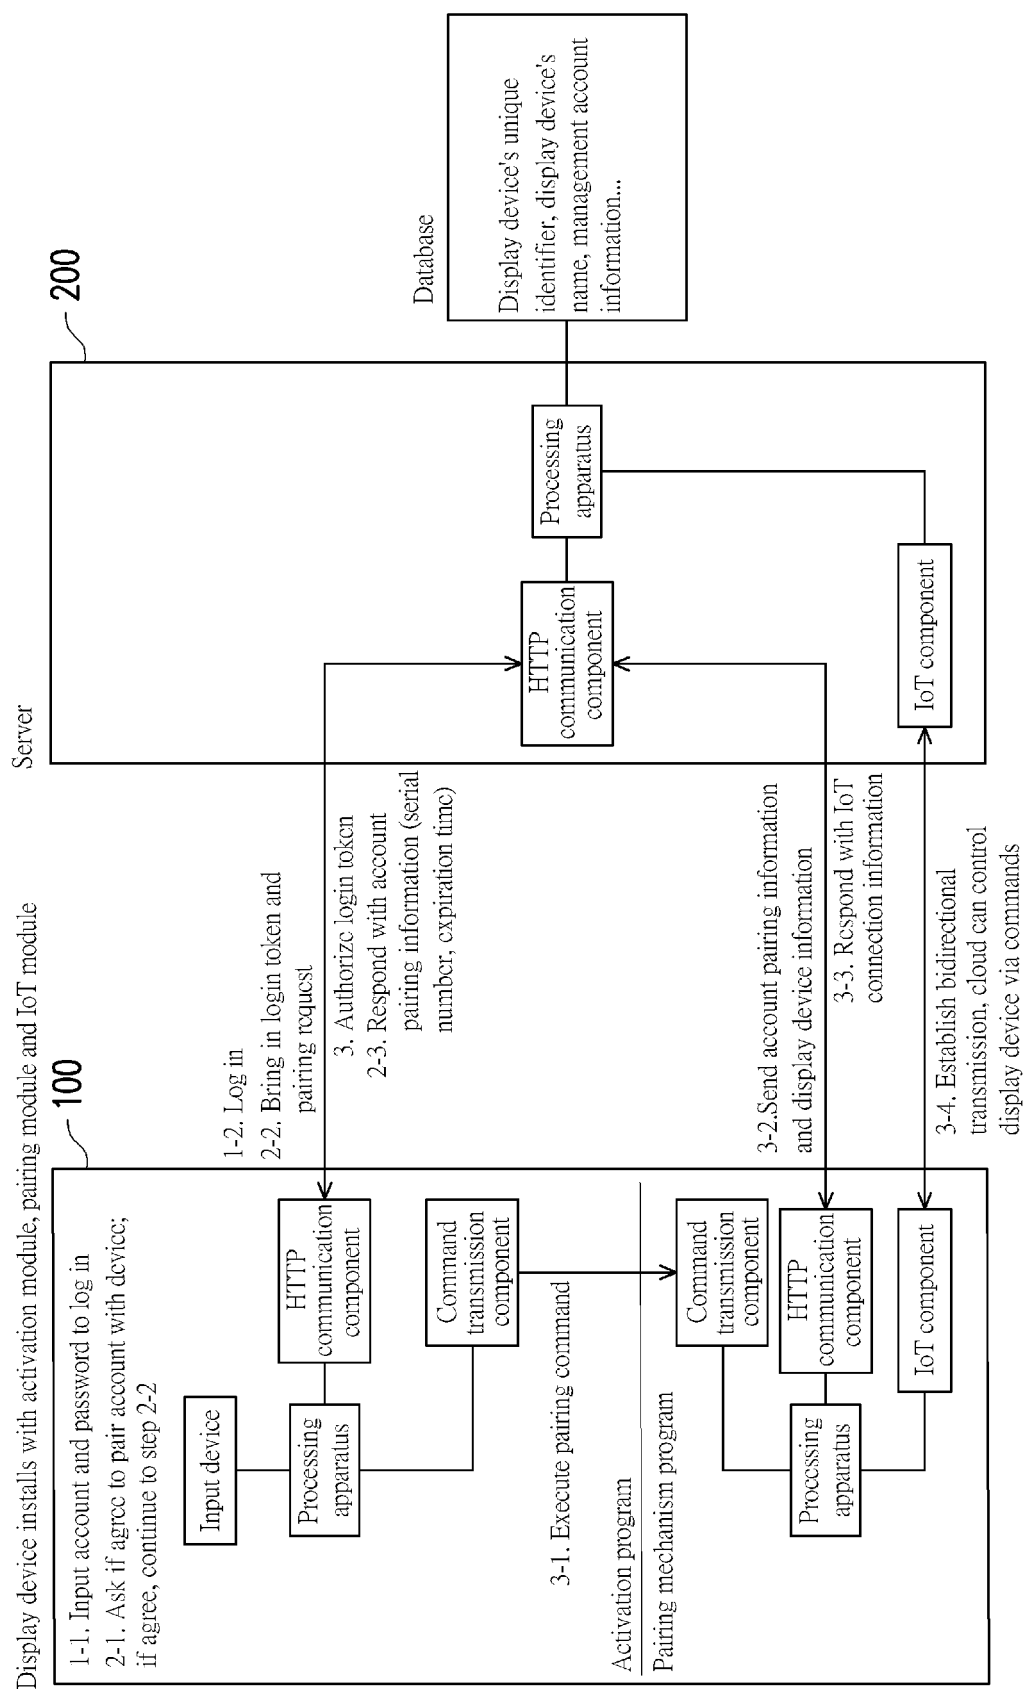 Display device installs with activation module, pairing module and IoT module
100
1-1. Input account and password to log in
2-1. Ask if agree to pair account with device;
if agree, continue to step 2-2
Input device
Processing
apparatus
HTTP
communication
component
Command
transmission
component
3-1. Execute pairing command
Activation program
Pairing mechanism program
Command
transmission
component
Processing
apparatus
HTTP
communication
component
IoT component
1-2. Log in
2-2. Bring in login token and
pairing request
3. Authorize login token
2-3. Respond with account
pairing information (serial
number, expiration time)
3-2.Send account pairing information
and display device information
3-3. Respond with IoT
connection information
3-4. Establish bidirectional
transmission, cloud can control
display device via commands
Server
200
HTTP
communication
component
Processing
apparatus
IoT component
Database
Display device's unique
identifier, display device's
name, management account
information...